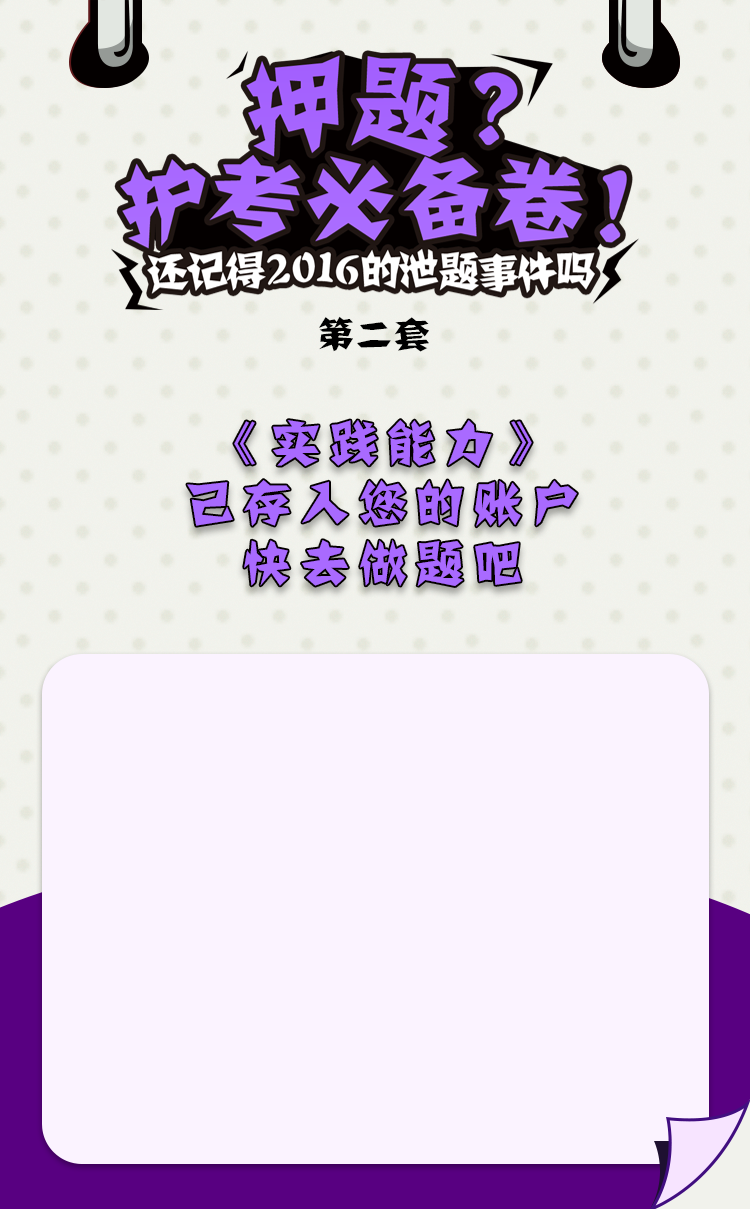 押题?
护考必备卷!
还记得2016的泄题事件吗
第二套
《实践能力》
已存入您的账户
快去做题吧